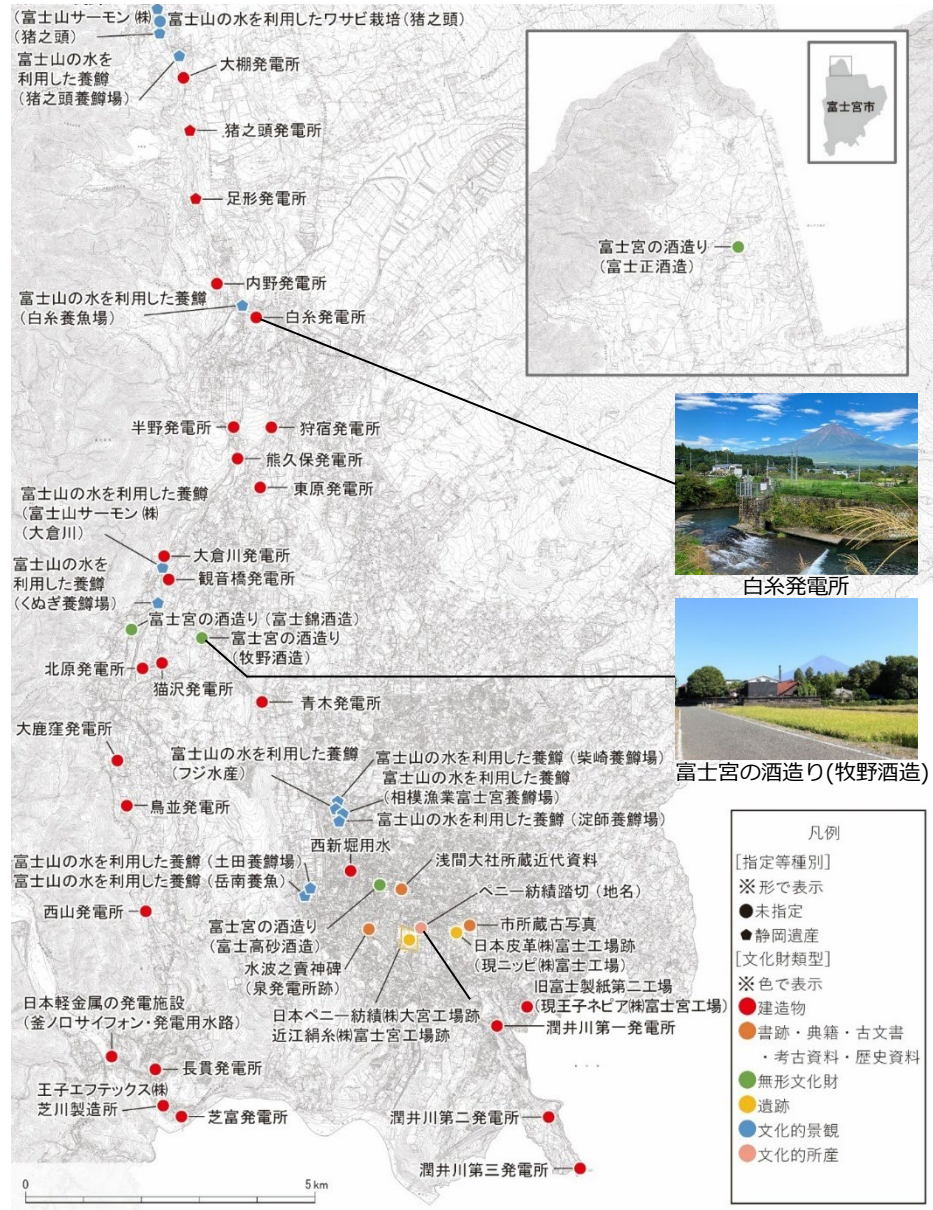 (富士山サーモン㈱)
(猪之頭)
富士山の水を利用したワサビ栽培(猪之頭)
富士山の水を
利用した養鱒
(猪之頭養鱒場)
大棚発電所
猪之頭発電所
足形発電所
内野発電所
富士山の水を利用した養鱒
(白糸養魚場)
白糸発電所
富士宮市
富士宮の酒造り
(富士正酒造)
半野発電所
狩宿発電所
熊久保発電所
東原発電所
富士山の水を利用した養鱒
(富士山サーモン㈱)
(大倉川)
大倉川発電所
富士山の水を
利用した養鱒
(くぬぎ養鱒場)
観音橋発電所
富士宮の酒造り(富士錦酒造)
富士宮の酒造り
(牧野酒造)
北原発電所
猫沢発電所
青木発電所
白糸発電所
富士宮の酒造り(牧野酒造)
大鹿窪発電所
鳥並発電所
富士山の水を利用した養鱒
(フジ水産)
富士山の水を利用した養鱒(柴崎養鱒場)
富士山の水を利用した養鱒
(相模漁業富士宮養鱒場)
富士山の水を利用した養鱒(淀師養鱒場)
西新堀用水
浅間大社所蔵近代資料
富士山の水を利用した養鱒(土田養鱒場)
富士山の水を利用した養鱒(岳南養魚)
ペニー紡績踏切(地名)
西山発電所
富士宮の酒造り
(富士高砂酒造)
市所蔵古写真
水波之賣神碑
(泉発電所跡)
日本皮革㈱富士工場跡
(現ニッピ㈱富士工場)
日本ペニー紡績㈱大宮工場跡
近江絹糸㈱富士宮工場跡
旧富士製紙第二工場
(現王子ネピア㈱富士宮工場)
潤井川第一発電所
日本軽金属の発電施設
(釜ノ口サイフォン・発電用水路)
長貫発電所
王子エフテックス㈱
芝川製造所
芝富発電所
潤井川第二発電所
潤井川第三発電所
0 5 km
凡例
[指定等種別]
※形で表示
未指定
静岡遺産
[文化財類型]
※色で表示
建造物
書跡・典籍・古文書
・考古資料・歴史資料
無形文化財
遺跡
文化的景観
文化的所産